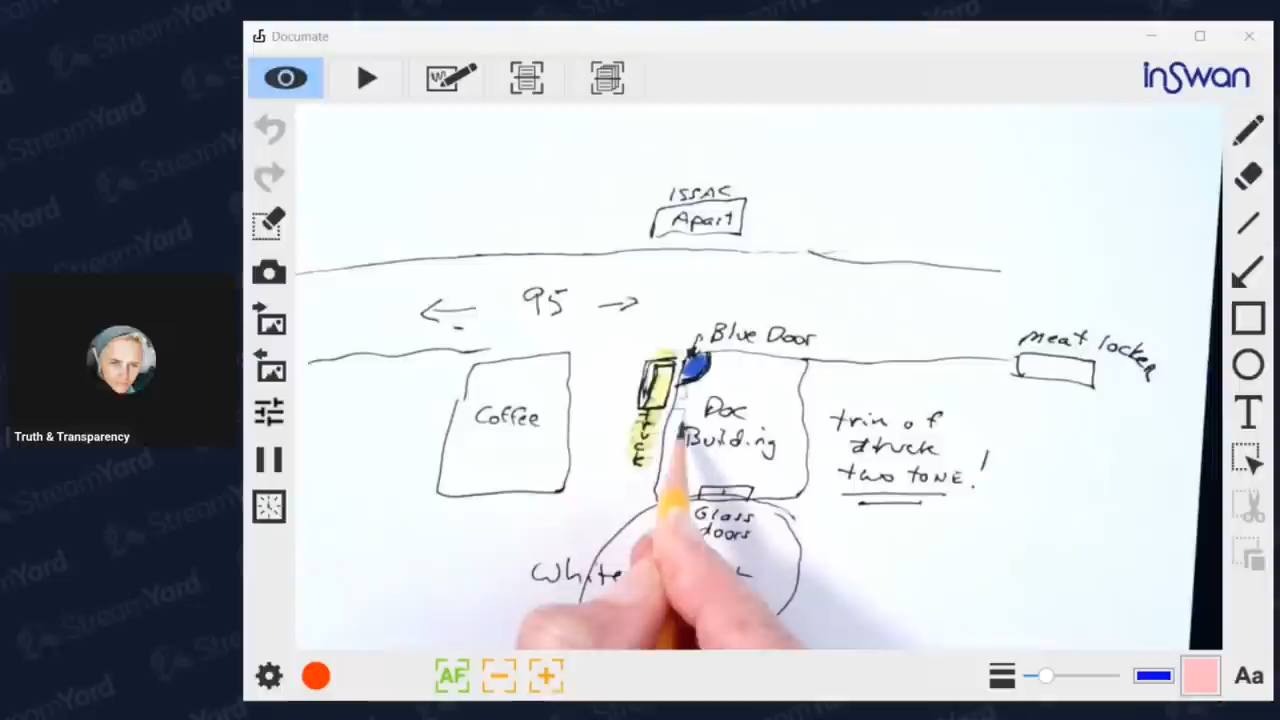 StreamYard
Documate
inSwan
ISSAC
Apart
95
Blue Door
meat locker
Coffee
Truck
Doc
Building
trim of
truck
two TONE!
Glass
doors
White
Truth & Transparency
T
AF
Aa